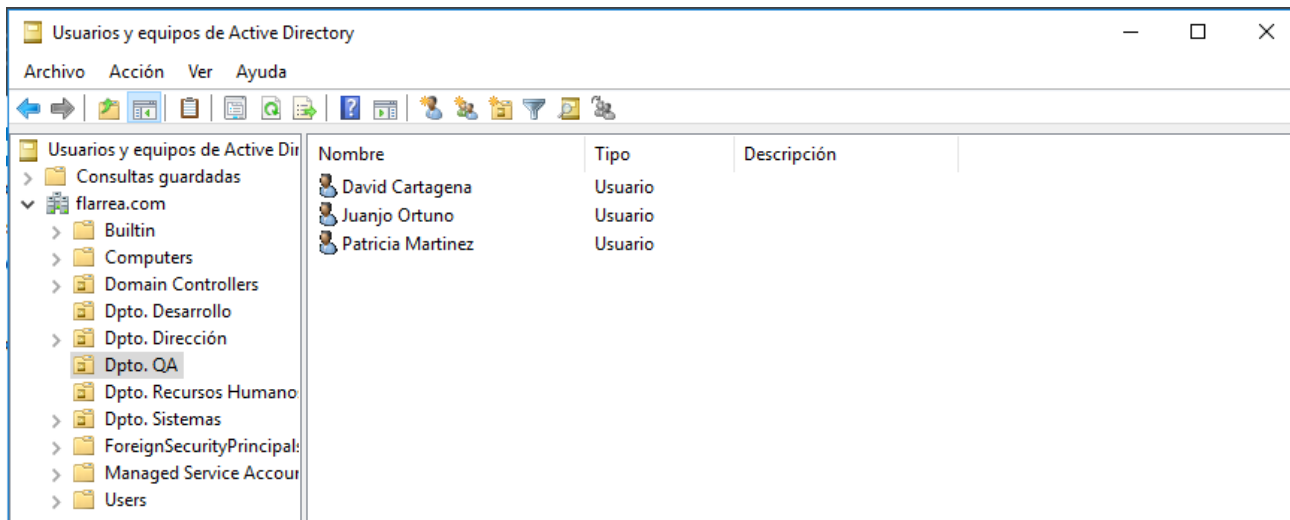 Usuarios y equipos de Active Directory
Archivo Acción Ver Ayuda
Usuarios y equipos de Active Dir
Consultas guardadas
flarrea.com
Builtin
Computers
Domain Controllers
Dpto. Desarrollo
Dpto. Dirección
Dpto. QA
Dpto. Recursos Humano
Dpto. Sistemas
ForeignSecurityPrincipal
Managed Service Accour
Users
Nombre Tipo Descripción
David Cartagena Usuario
Juanjo Ortuno Usuario
Patricia Martinez Usuario